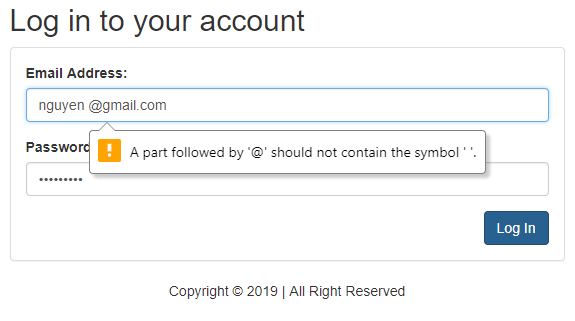 Log in to your account
Email Address:
nguyen @gmail.com
Password
! A part followed by '@' should not contain the symbol ' '.
•••••••••
Log In
Copyright © 2019 | All Right Reserved